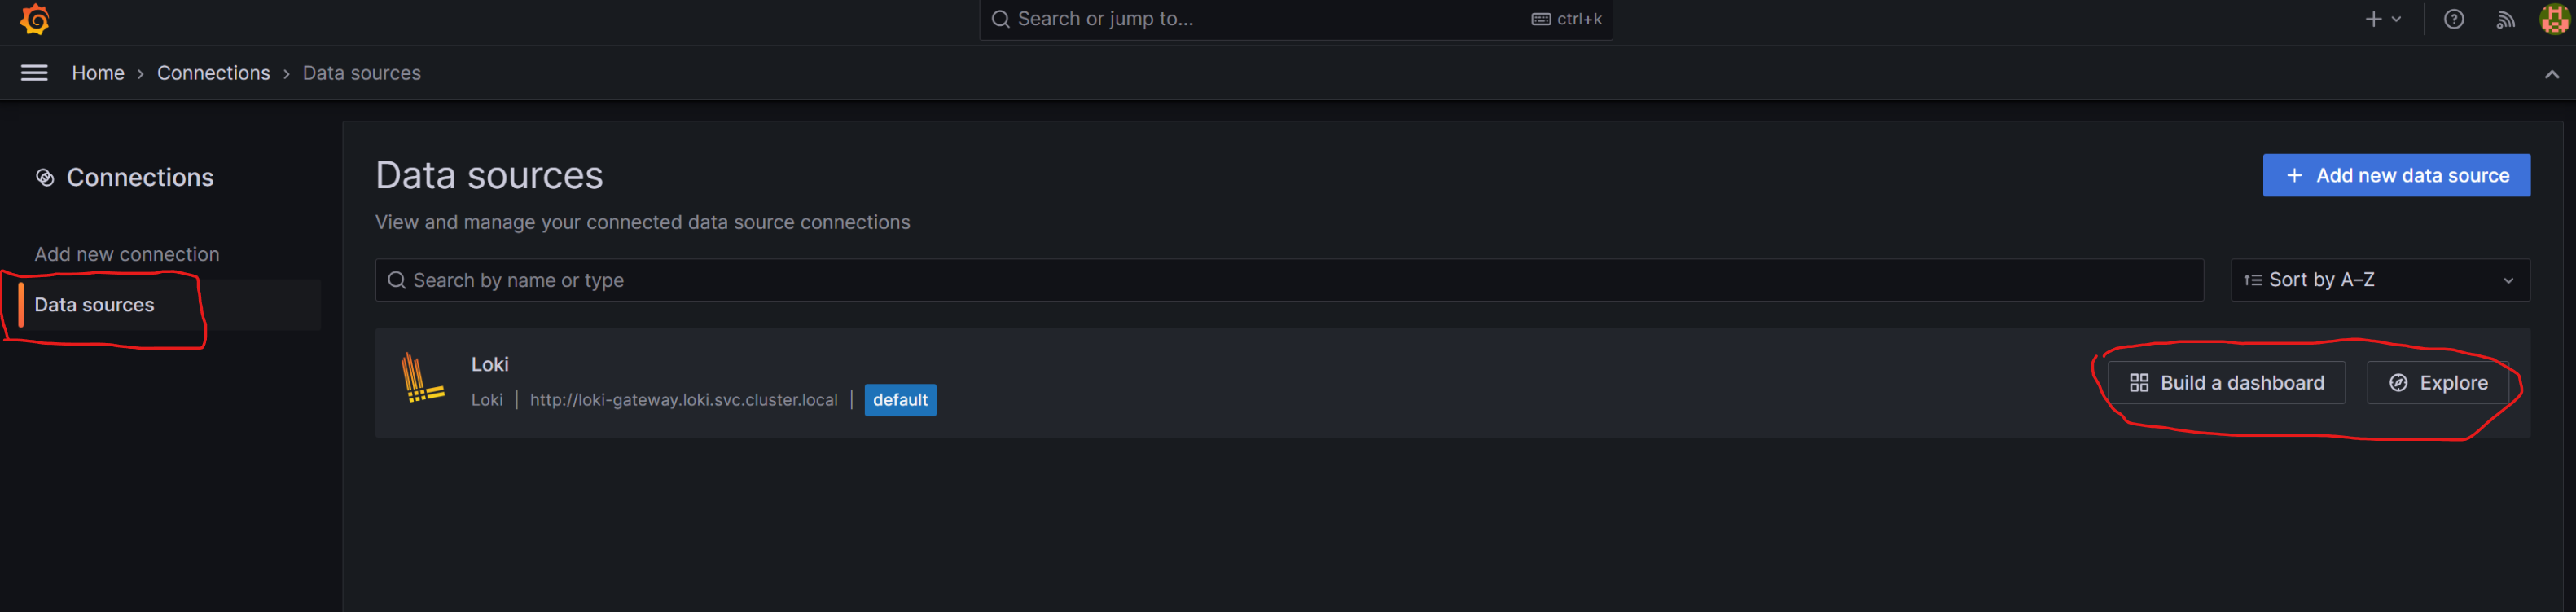 Search or jump to... ctrl+k
Home › Connections › Data sources
Connections
Add new connection
Data sources
Data sources
View and manage your connected data source connections
+ Add new data source
Search by name or type
Sort by A–Z
Loki
Loki | http://loki-gateway.loki.svc.cluster.local | default
Build a dashboard
Explore